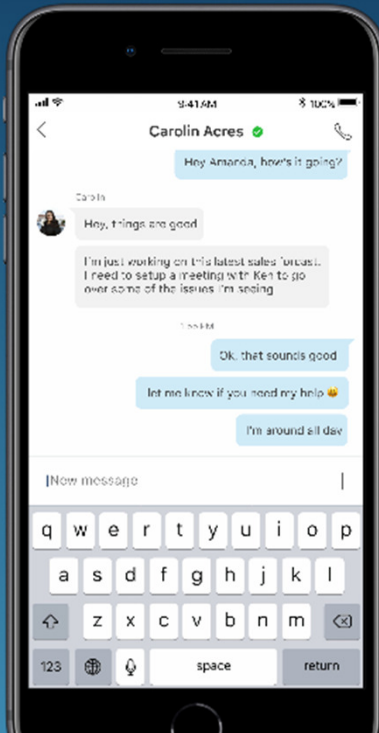 9:41 AM 100%
Carolin Acres
Hey Amanda, how's it going?
Carolin
Hey, things are good
I'm just working on this latest sales forcast.
I need to setup a meeting with Ken to go
over some of the issues I'm seeing
Ok, that sounds good
let me know if you need my help 😀
I'm around all day
New message
q w e r t y u i o p
a s d f g h j k l
z x c v b n m
123 space return